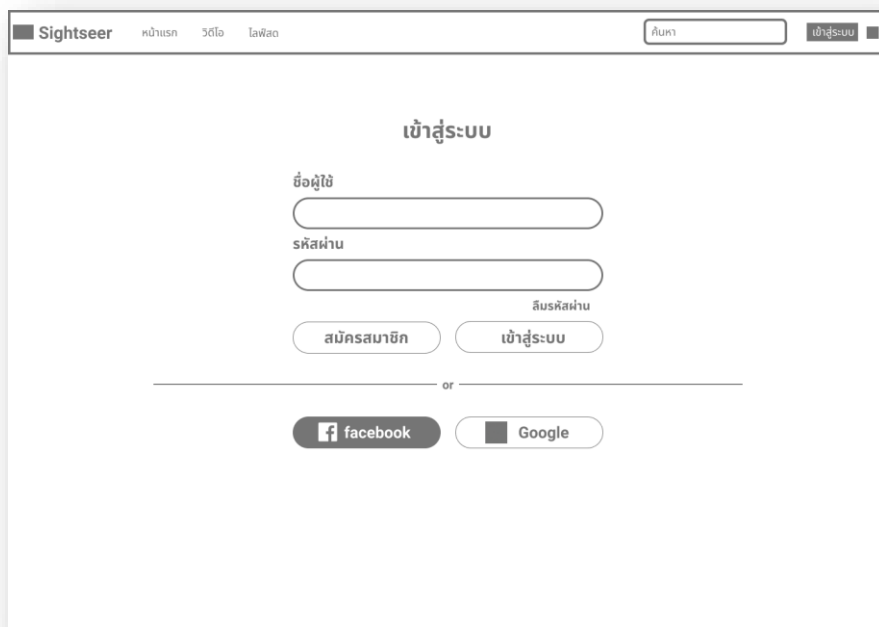 Sightseer หน้าแรก วิดีโอ ไลฟ์สด ค้นหา เข้าสู่ระบบ
เข้าสู่ระบบ
ชื่อผู้ใช้
รหัสผ่าน
ลืมรหัสผ่าน
สมัครสมาชิก เข้าสู่ระบบ
or
facebook Google